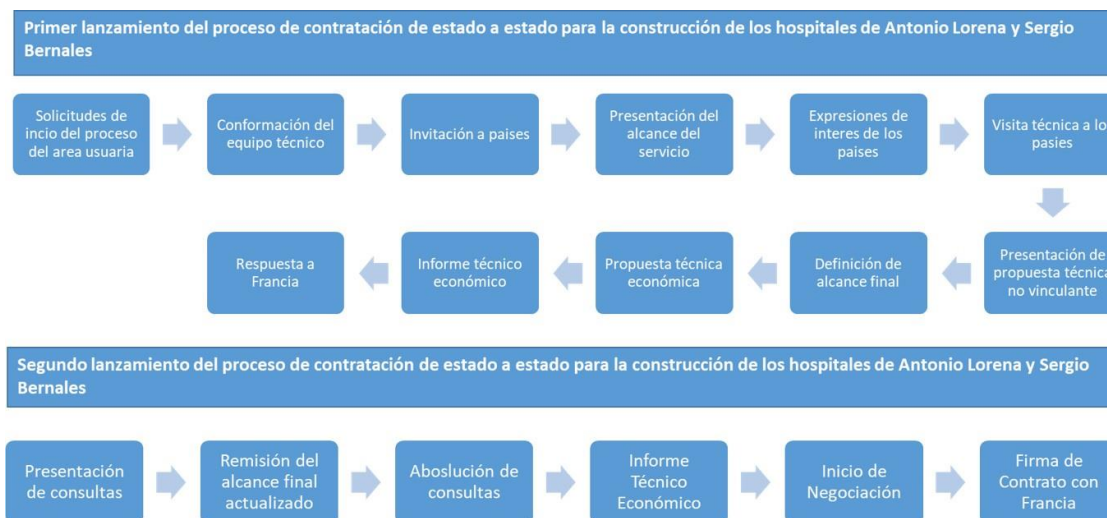 Primer lanzamiento del proceso de contratación de estado a estado para la construcción de los hospitales de Antonio Lorena y Sergio
Bernales
Solicitudes de
incio del proceso
del area usuaria
Conformación del
equipo técnico
Invitación a paises
Presentación del
alcance del
servicio
Expresiones de
interes de los
paises
Visita técnica a lo
pasies
Presentación de
propuesta técnica
no vinculante
Definición de
alcance final
Propuesta técnica
económica
Informe técnico
económico
Respuesta a
Francia
Segundo lanzamiento del proceso de contratación de estado a estado para la construcción de los hospitales de Antonio Lorena y Sergio
Bernales
Presentación
de consultas
Remisión del
alcance final
actualizado
Aboslución de
consultas
Informe
Técnico
Económico
Inicio de
Negociación
Firma de
Contrato con
Francia